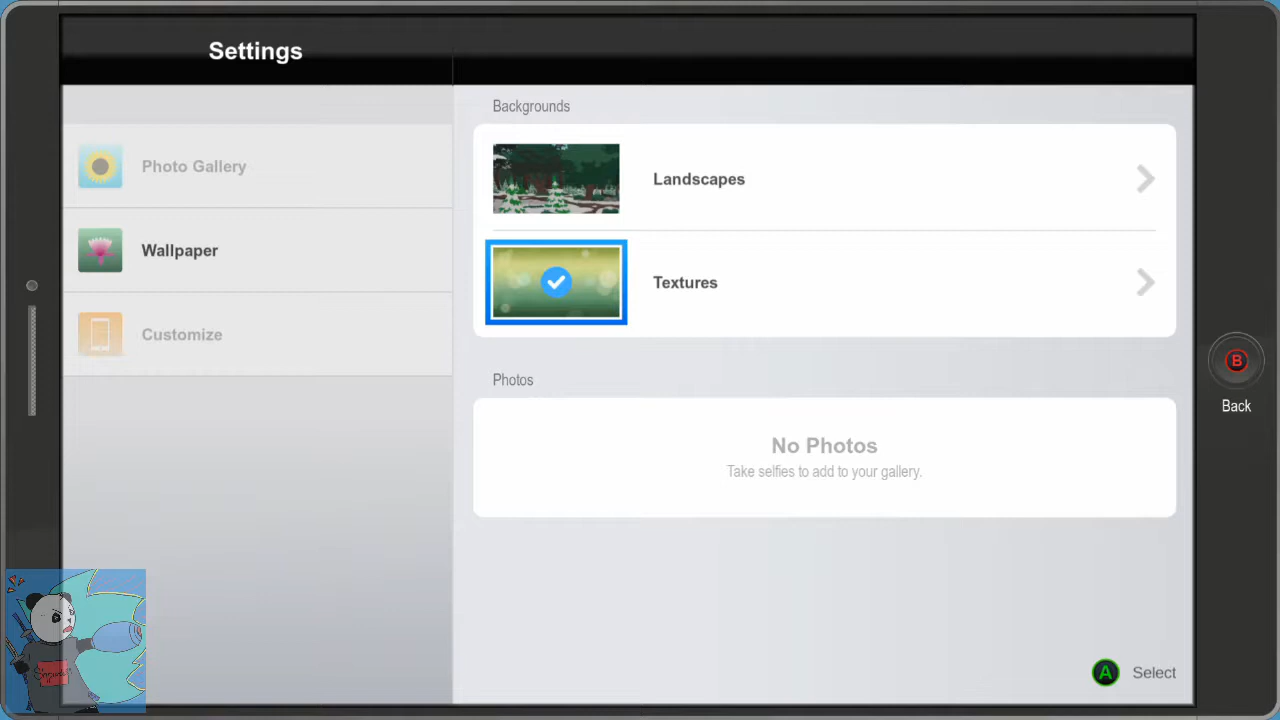 Settings
Photo Gallery
Wallpaper
Customize
Backgrounds
Landscapes
Textures
Photos
No Photos
Take selfies to add to your gallery.
B
Back
A
Select